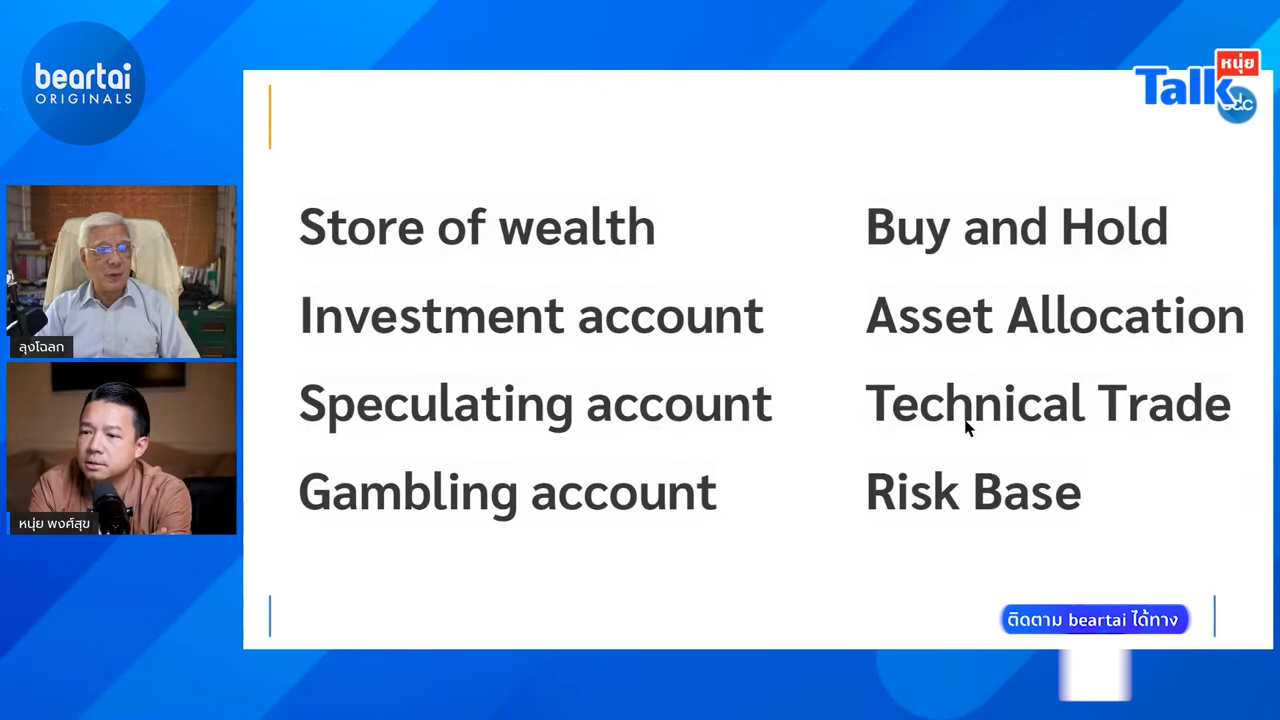 beartai
ORIGINALS
หนุ่ย
Talk
Store of wealth
Buy and Hold
Investment account
Asset Allocation
Speculating account
Technical Trade
Gambling account
Risk Base
ลุงโฉลก
หนุ่ย พงศ์สุข
ติดตาม beartai ได้ทาง